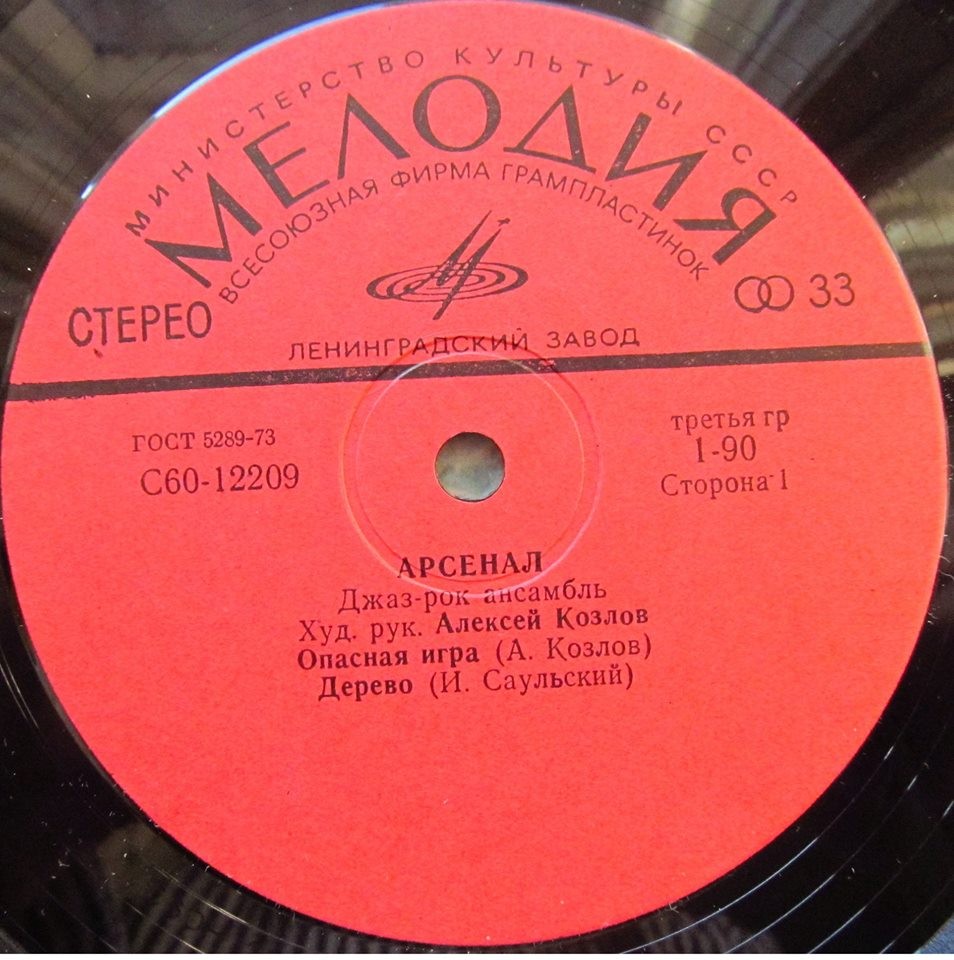 МИНИСТЕРСТВО КУЛЬТУРЫ СССР
МЕЛОДИЯ
ВСЕСОЮЗНАЯ ФИРМА ГРАМПЛАСТИНОК
СТЕРЕО
33
ЛЕНИНГРАДСКИЙ ЗАВОД
ГОСТ 5289-73
С60-12209
третья гр
1-90
Сторона 1
АРСЕНАЛ
Джаз-рок ансамбль
Худ. рук. Алексей Козлов
Опасная игра (А. Козлов)
Дерево (И. Саульский)